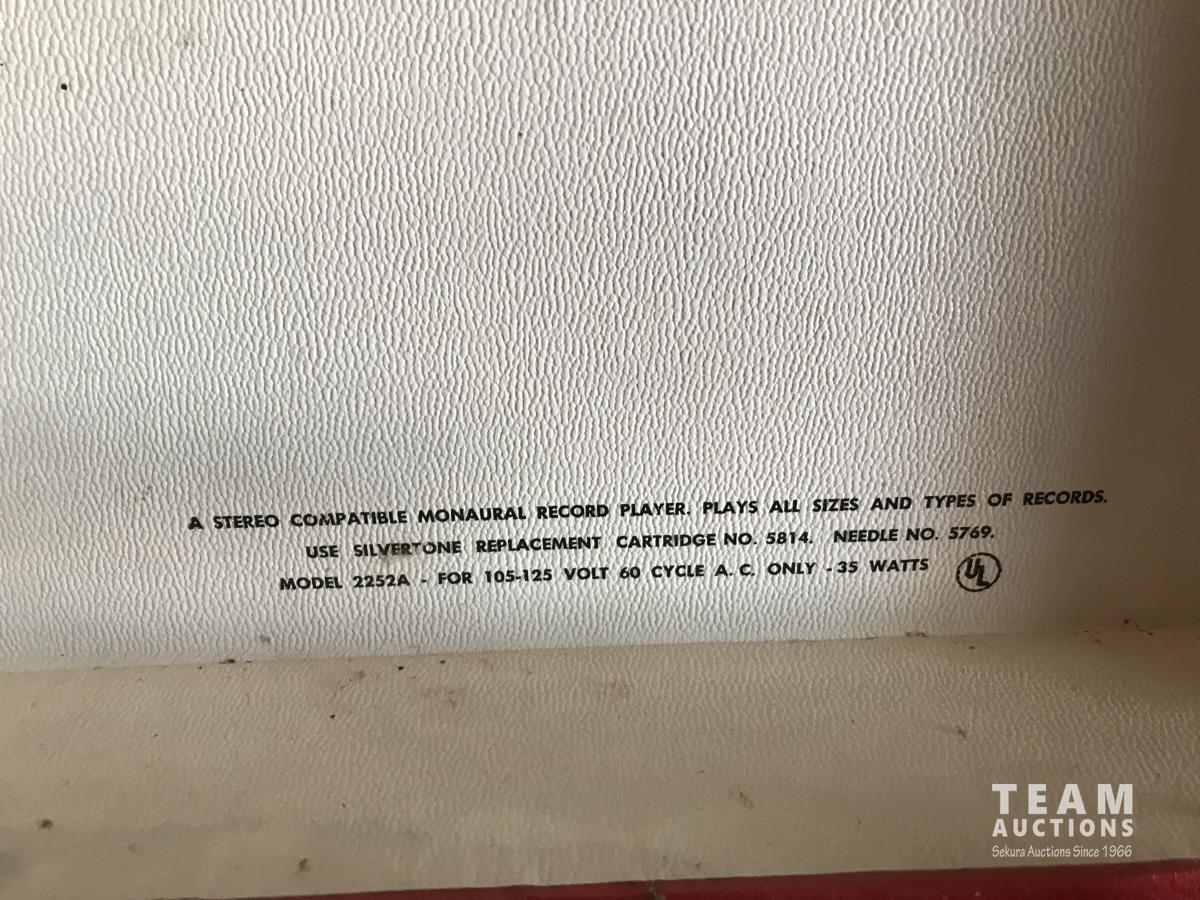 A STEREO COMPATIBLE MONAURAL RECORD PLAYER. PLAYS ALL SIZES AND TYPES OF RECORDS.
USE SILVERTONE REPLACEMENT CARTRIDGE NO. 5814. NEEDLE NO. 5769.
MODEL 2252A - FOR 105-125 VOLT 60 CYCLE A.C. ONLY - 35 WATTS UL
TEAM
AUCTIONS
Sekura Auctions Since 1966